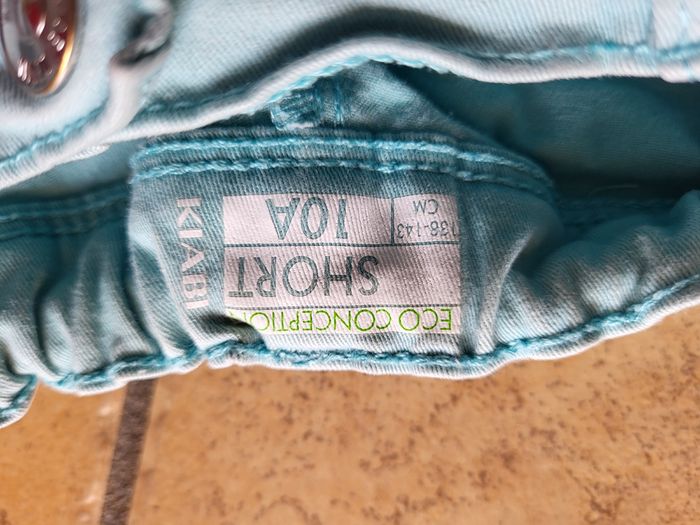 ECO CONCEPTION
SHORT
10A
136-143
CM
KIABI